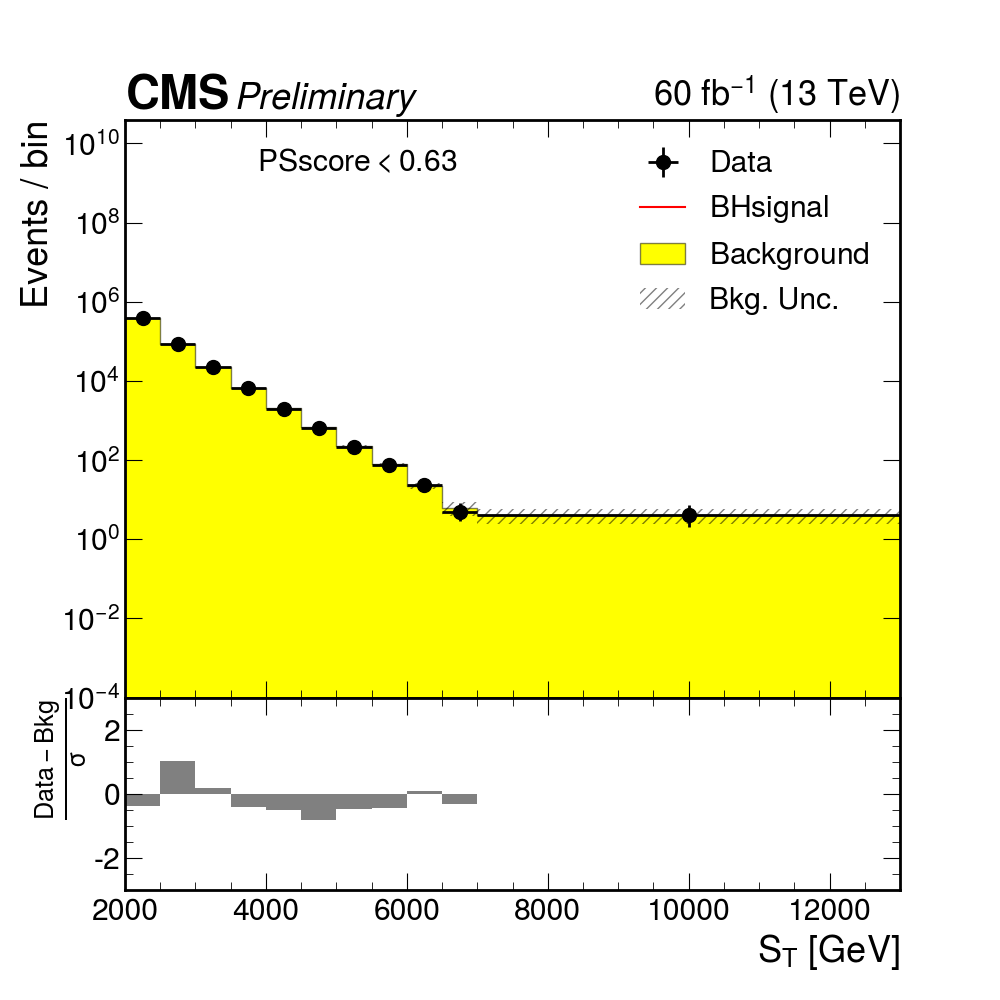 CMS Preliminary
60 fb⁻¹ (13 TeV)
Events / bin
PSscore < 0.63
Data
BHsignal
Background
Bkg. Unc.
10¹⁰
10⁸
10⁶
10⁴
10²
10⁰
10⁻²
10⁻⁴
Data − Bkg
σ
2
0
-2
2000 4000 6000 8000 10000 12000
S_T [GeV]